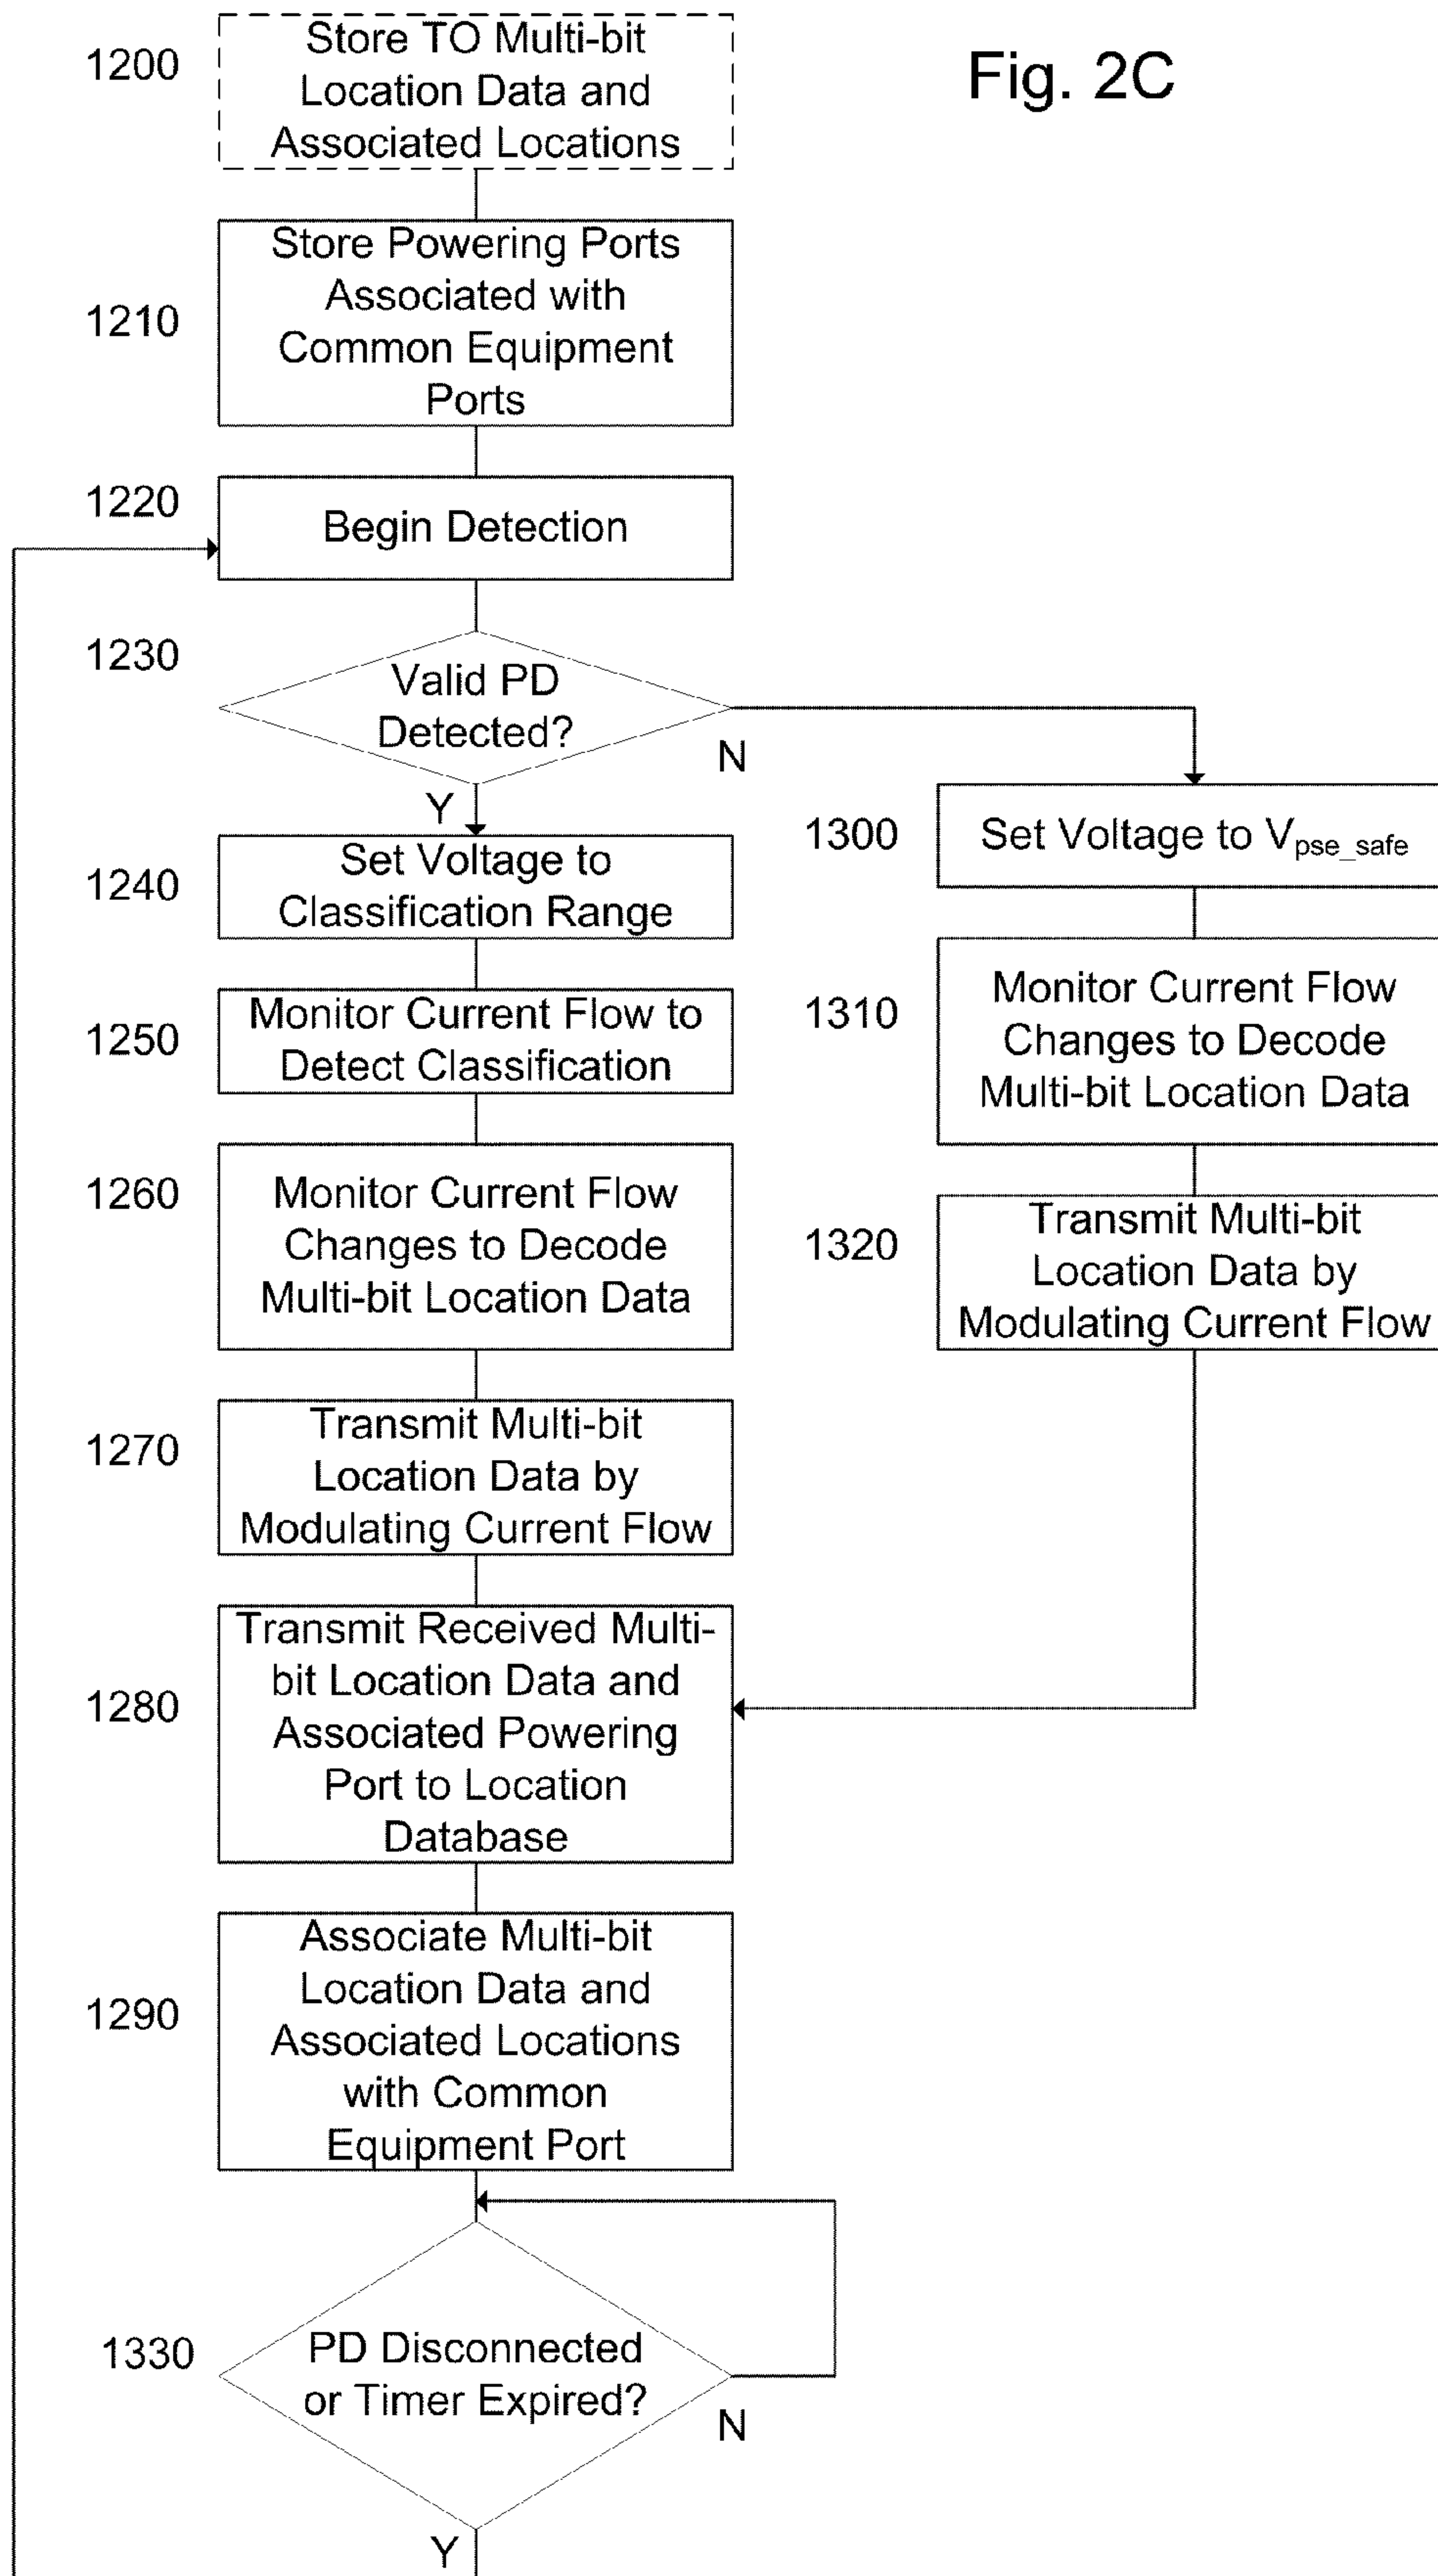 Fig. 2C
1200
Store TO Multi-bit
Location Data and
Associated Locations
1210
Store Powering Ports
Associated with
Common Equipment
Ports
1220
Begin Detection
1230
Valid PD
Detected?
N
Y
1240
Set Voltage to
Classification Range
1250
Monitor Current Flow to
Detect Classification
1260
Monitor Current Flow
Changes to Decode
Multi-bit Location Data
1270
Transmit Multi-bit
Location Data by
Modulating Current Flow
1300
Set Voltage to Vpse_safe
1310
Monitor Current Flow
Changes to Decode
Multi-bit Location Data
1320
Transmit Multi-bit
Location Data by
Modulating Current Flow
1280
Transmit Received Multi-
bit Location Data and
Associated Powering
Port to Location
Database
1290
Associate Multi-bit
Location Data and
Associated Locations
with Common
Equipment Port
1330
PD Disconnected
or Timer Expired?
N
Y